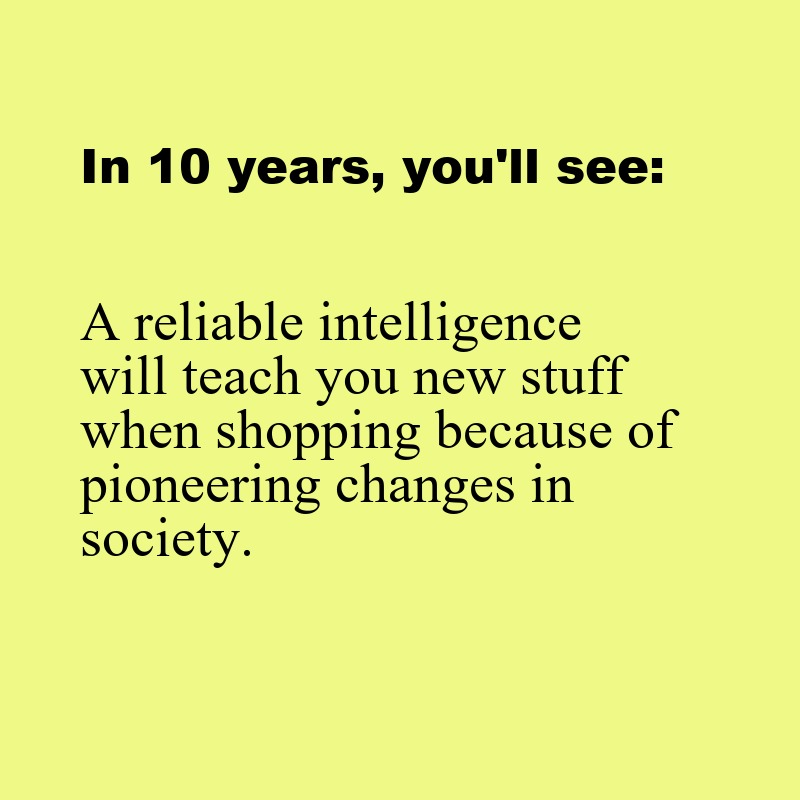 In 10 years, you'll see:
A reliable intelligence
will teach you new stuff
when shopping because of
pioneering changes in
society.